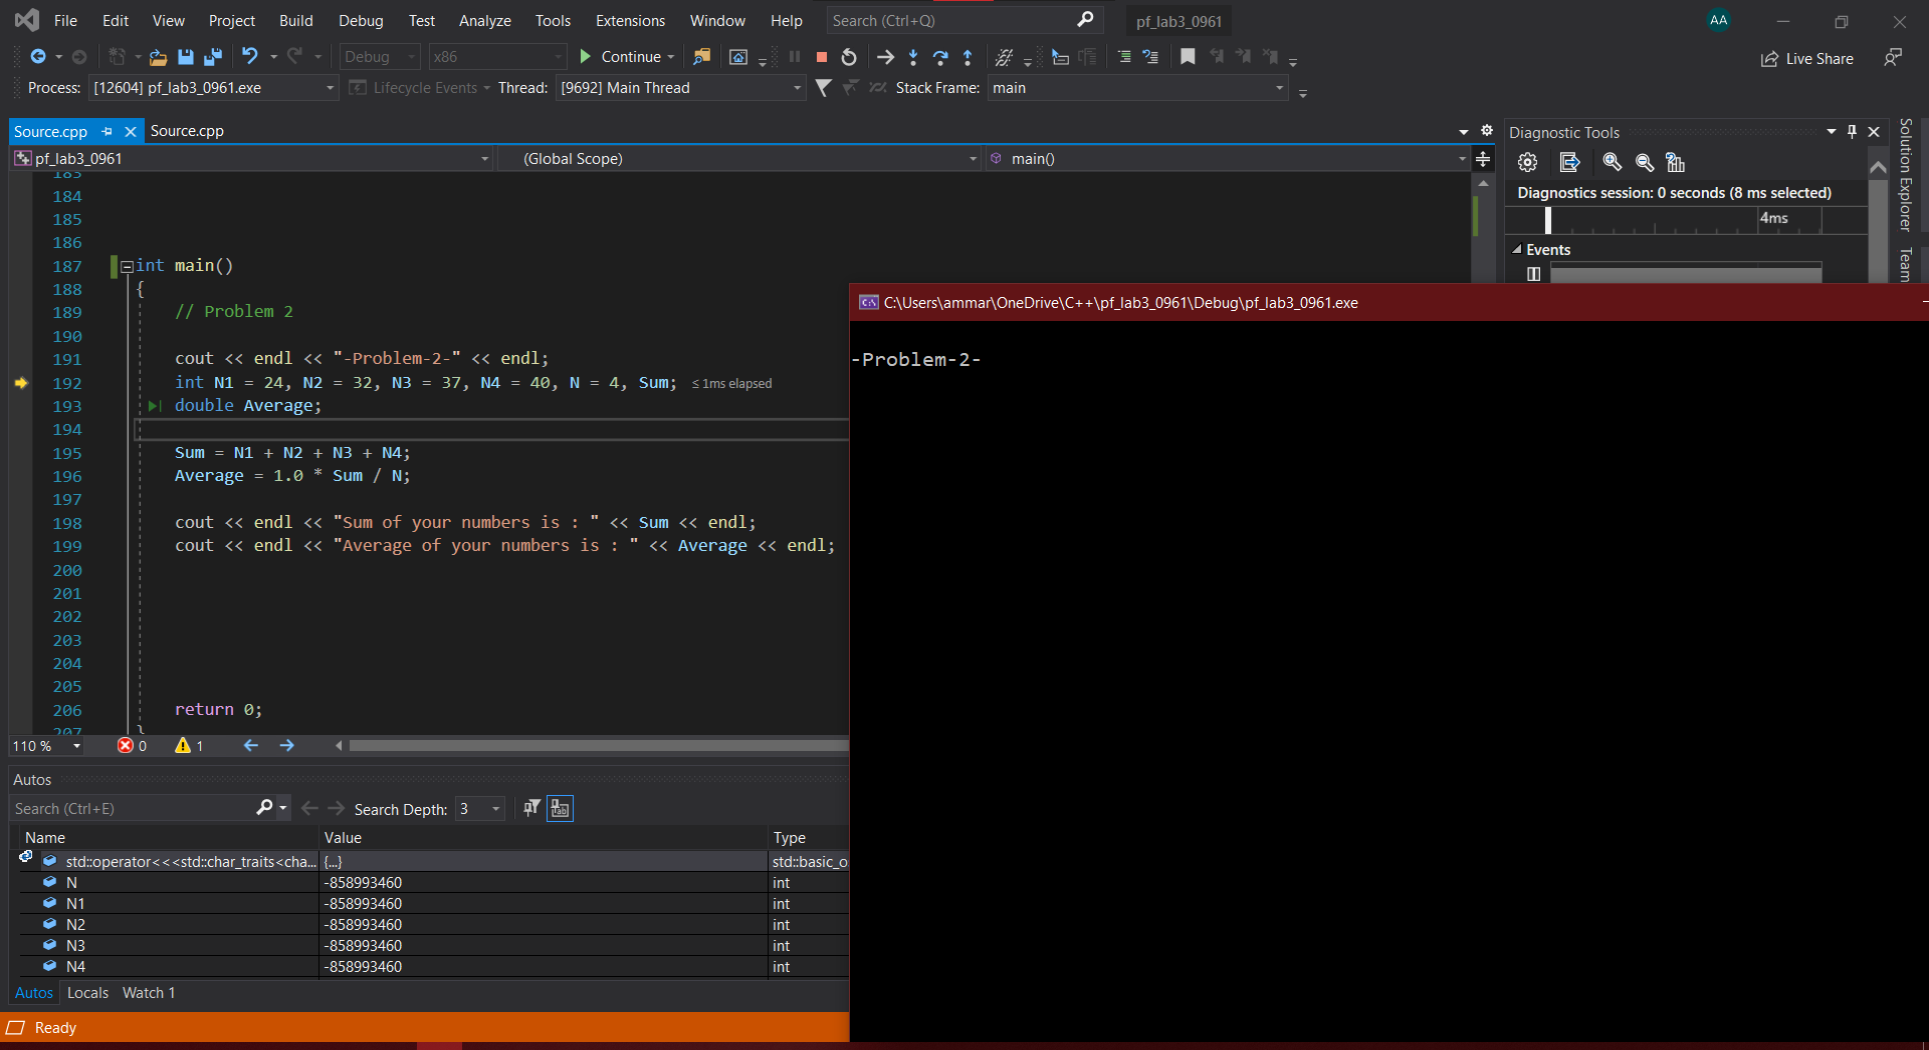 File Edit View Project Build Debug Test Analyze Tools Extensions Window Help Search (Ctrl+Q) pf_lab3_0961 AA
Debug x86 Continue Live Share
Process: [12604] pf_lab3_0961.exe Lifecycle Events Thread: [9692] Main Thread Stack Frame: main
Source.cpp Source.cpp
pf_lab3_0961 (Global Scope) main()
183
184
185
186
187 int main()
188 {
189 // Problem 2
190
191 cout << endl << "-Problem-2-" << endl;
192 int N1 = 24, N2 = 32, N3 = 37, N4 = 40, N = 4, Sum; ≤ 1ms elapsed
193 double Average;
194
195 Sum = N1 + N2 + N3 + N4;
196 Average = 1.0 * Sum / N;
197
198 cout << endl << "Sum of your numbers is : " << Sum << endl;
199 cout << endl << "Average of your numbers is : " << Average << endl;
200
201
202
203
204
205
206 return 0;
207 }
110 % 0 1
Autos
Search (Ctrl+E) Search Depth: 3
Name Value Type
std::operator<<<std::char_traits<cha... {...} std::basic_o
N -858993460 int
N1 -858993460 int
N2 -858993460 int
N3 -858993460 int
N4 -858993460 int
Autos Locals Watch 1
Ready
Diagnostic Tools
Diagnostics session: 0 seconds (8 ms selected)
4ms
Events
Solution Explorer
Team
C:\Users\ammar\OneDrive\C++\pf_lab3_0961\Debug\pf_lab3_0961.exe
-Problem-2-